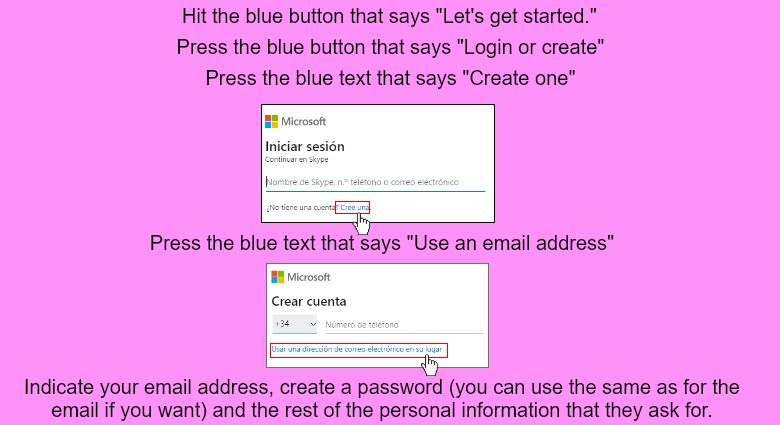 Hit the blue button that says "Let's get started."
Press the blue button that says "Login or create"
Press the blue text that says "Create one"
Microsoft
Iniciar sesión
Continuar en Skype
Nombre de Skype, n.º teléfono o correo electrónico
¿No tiene una cuenta? Cree una.
Press the blue text that says "Use an email address"
Microsoft
Crear cuenta
+34 Número de teléfono
Usar una dirección de correo electrónico en su lugar
Indicate your email address, create a password (you can use the same as for the
email if you want) and the rest of the personal information that they ask for.